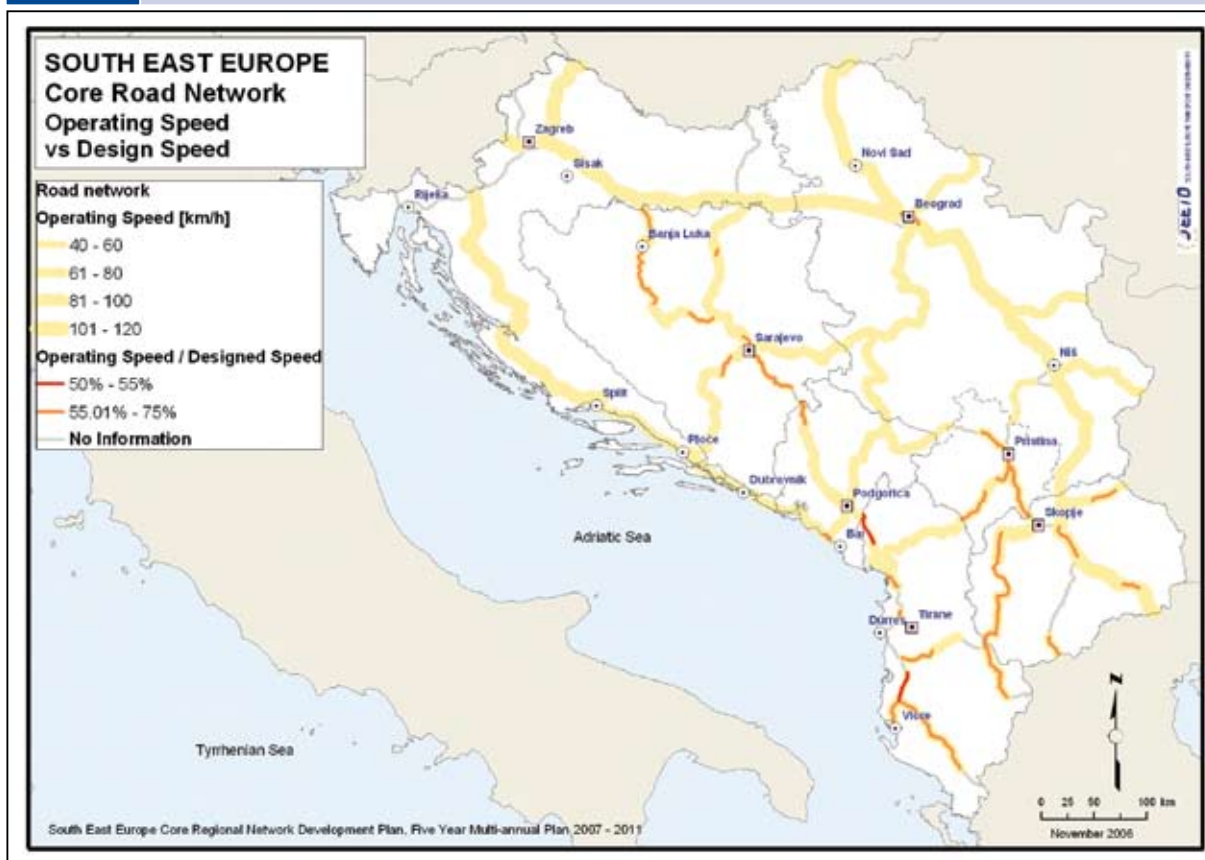 SOUTH EAST EUROPE
Core Road Network
Operating Speed
vs Design Speed
Road network
Operating Speed [km/h]
40 - 60
61 - 80
81 - 100
101 - 120
Operating Speed / Designed Speed
50% - 55%
55.01% - 75%
No Information
Zagreb
Sisak
Novi Sad
Rijeka
Beograd
Banja Luka
Sarajevo
Niš
Split
Ploce
Pristina
Dubrovnik
Podgorica
Skopje
Bar
Adriatic Sea
Tirane
Durres
Vlore
N
Tyrrhenian Sea
0 25 50 100 km
South East Europe Core Regional Network Development Plan. Five Year Multi-annual Plan 2007 - 2011
November 2006